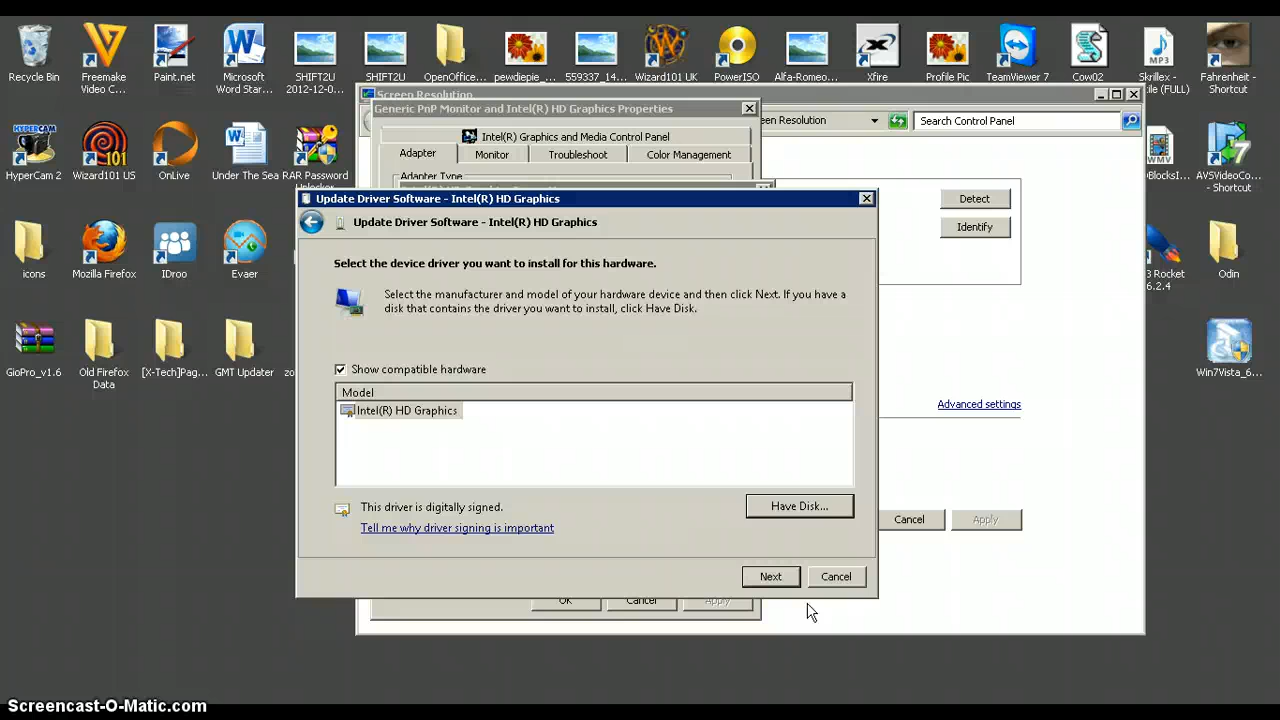 Recycle Bin
Freemake Video C...
Paint.net
Microsoft Word Star...
SHIFT2U 2012-12-0...
SHIFT2U
OpenOffice...
pewdiepie_...
559337_14...
Wizard101 UK
PowerISO
Alfa-Romeo...
Xfire
Profile Pic
TeamViewer 7
Cow02
Skrillex - ...ile (FULL)
Fahrenheit - Shortcut
HyperCam 2
Wizard101 US
OnLive
Under The Sea
RAR Password
WMV
...BlocksI...
AVSVideoCo... - Shortcut
icons
Mozilla Firefox
IDroo
Evaer
3 Rocket 6.2.4
Odin
GioPro_v1.6
Old Firefox Data
[X-Tech]Pag...
GMT Updater
Win7Vista_6...
Screen Resolution
een Resolution
Search Control Panel
Detect
Identify
Advanced settings
Cancel
Apply
Generic PnP Monitor and Intel(R) HD Graphics Properties
Intel(R) Graphics and Media Control Panel
Adapter
Monitor
Troubleshoot
Color Management
Adapter Type
OK
Cancel
Apply
Update Driver Software - Intel(R) HD Graphics
Update Driver Software - Intel(R) HD Graphics
Select the device driver you want to install for this hardware.
Select the manufacturer and model of your hardware device and then click Next. If you have a
disk that contains the driver you want to install, click Have Disk.
Show compatible hardware
Model
Intel(R) HD Graphics
This driver is digitally signed.
Tell me why driver signing is important
Have Disk...
Next
Cancel
Screencast-O-Matic.com